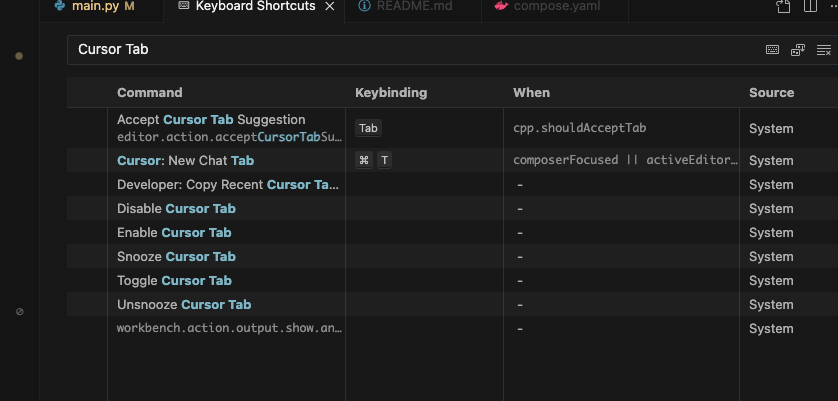 main.py M
Keyboard Shortcuts
README.md
compose.yaml
Cursor Tab
Command Keybinding When Source
Accept Cursor Tab Suggestion Tab cpp.shouldAcceptTab System
editor.action.acceptCursorTabSu…
Cursor: New Chat Tab ⌘ T composerFocused || activeEditor… System
Developer: Copy Recent Cursor Ta... - System
Disable Cursor Tab - System
Enable Cursor Tab - System
Snooze Cursor Tab - System
Toggle Cursor Tab - System
Unsnooze Cursor Tab - System
workbench.action.output.show.an… - System